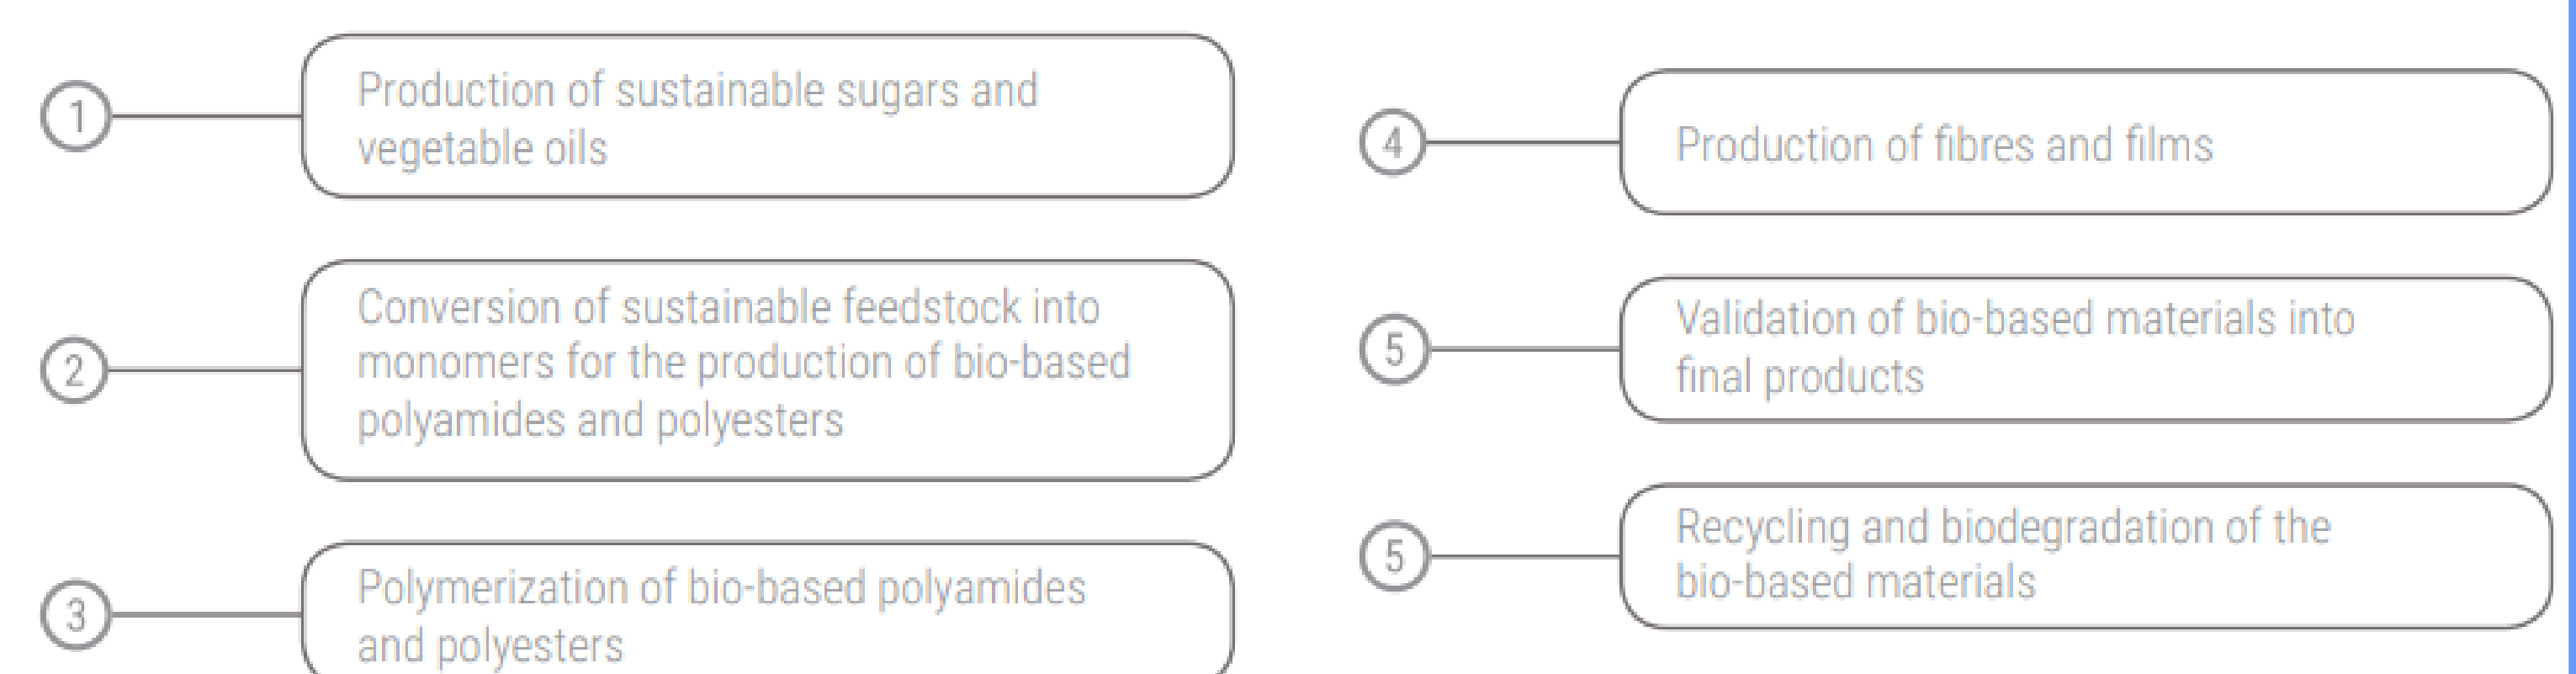 1
Production of sustainable sugars and
vegetable oils
2
Conversion of sustainable feedstock into
monomers for the production of bio-based
polyamides and polyesters
3
Polymerization of bio-based polyamides
and polyesters
4
Production of fibres and films
5
Validation of bio-based materials into
final products
5
Recycling and biodegradation of the
bio-based materials